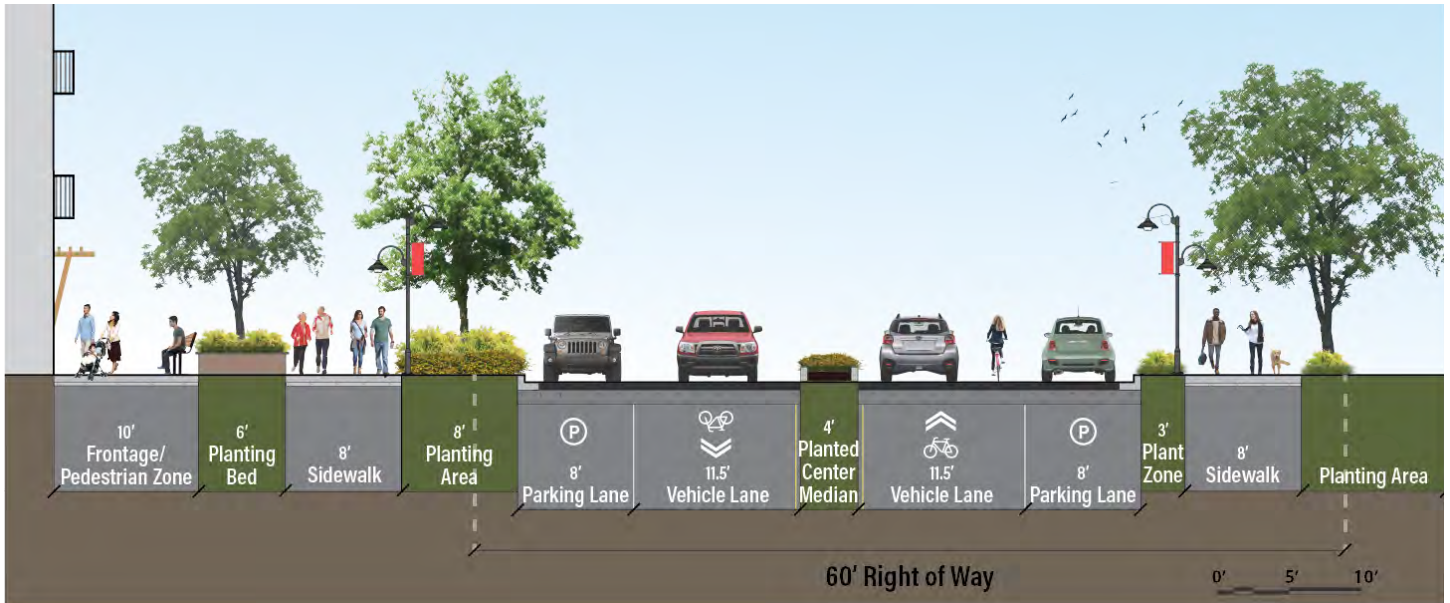 10'
Frontage/
Pedestrian Zone
6'
Planting
Bed
8'
Sidewalk
8'
Planting
Area
P
8'
Parking Lane
11.5'
Vehicle Lane
4'
Planted
Center
Median
11.5'
Vehicle Lane
P
8'
Parking Lane
3'
Plant
Zone
8'
Sidewalk
Planting Area
60' Right of Way
0' 5' 10'